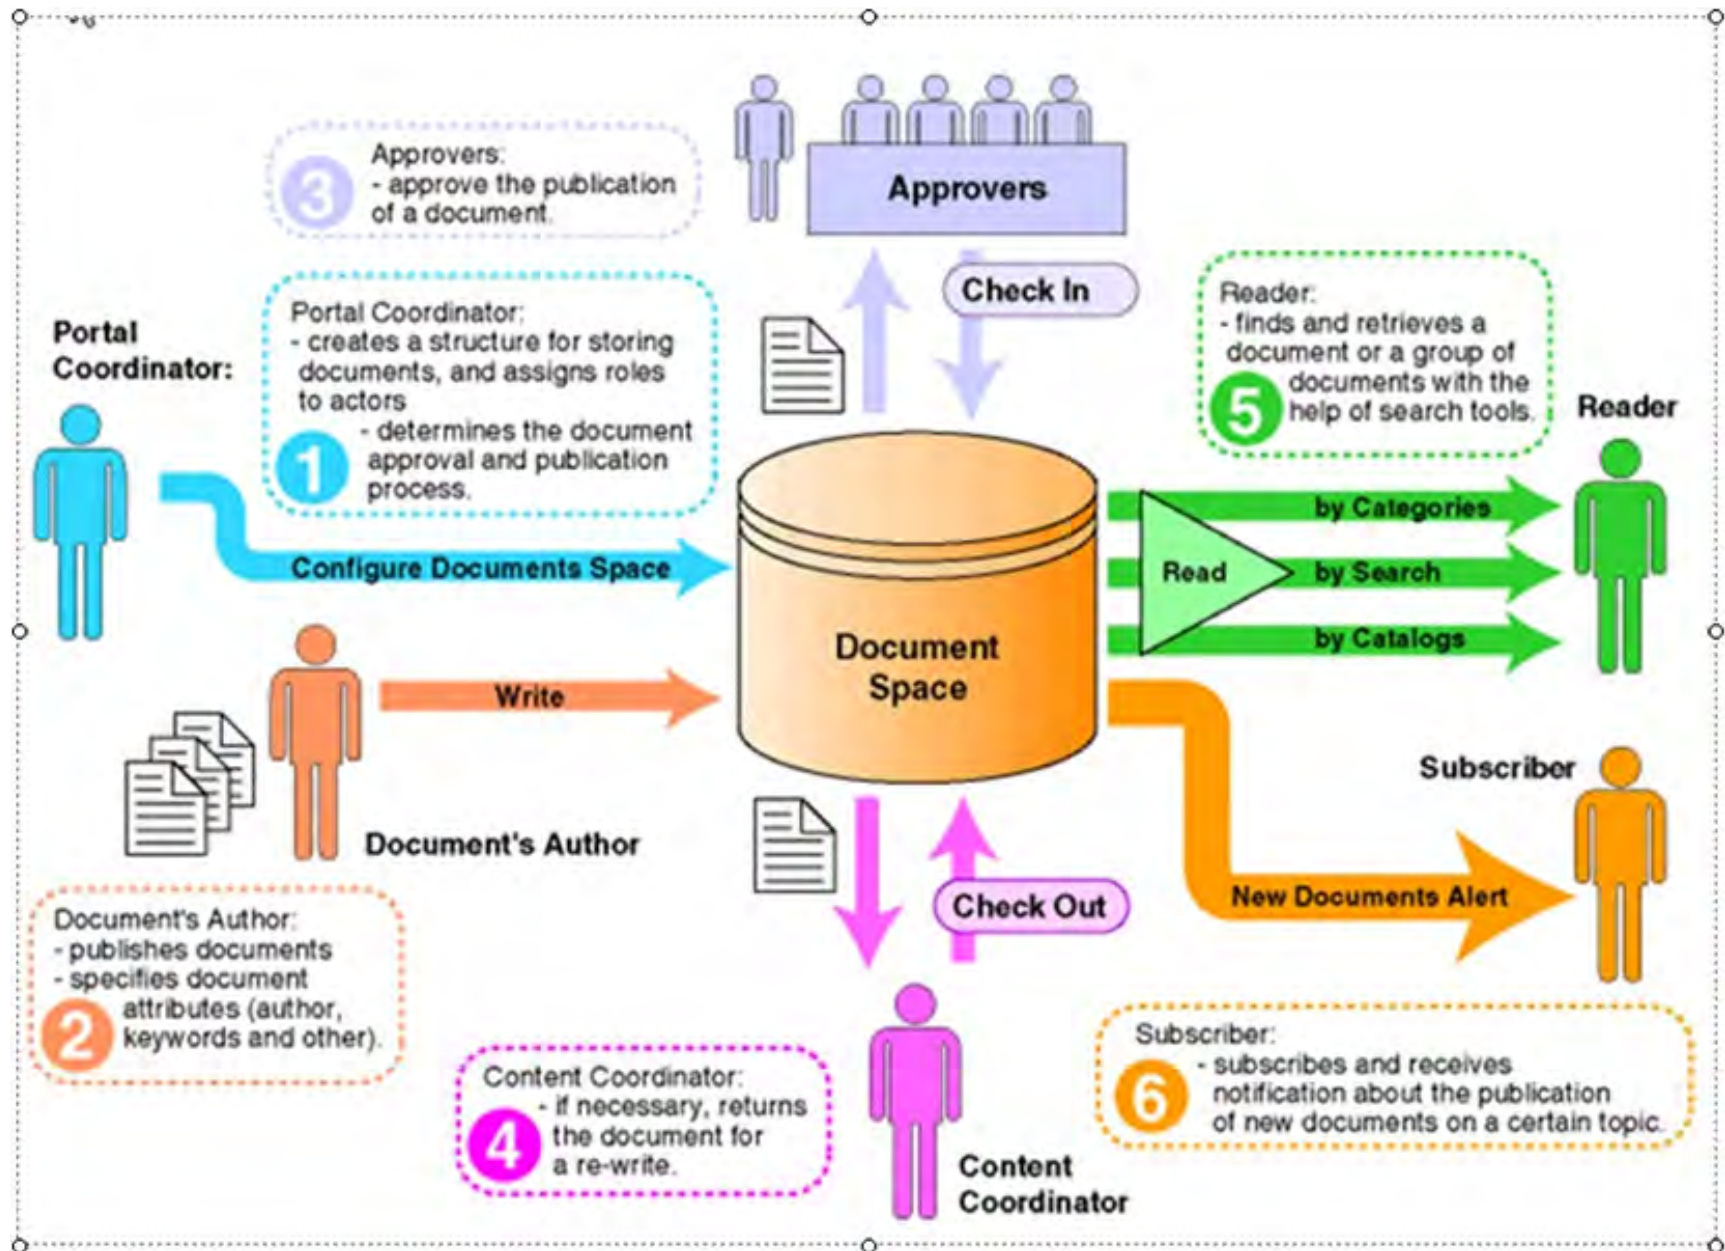 Approvers
3
Approvers:
- approve the publication
of a document.
Check In
Portal
Coordinator:
1
Portal Coordinator:
- creates a structure for storing
documents, and assigns roles
to actors
- determines the document
approval and publication
process.
Configure Documents Space
Reader:
- finds and retrieves a
document or a group of
documents with the
help of search tools.
5
Reader
by Categories
Read
by Search
by Catalogs
Document
Space
Write
Document's Author
Document's Author:
- publishes documents
- specifies document
attributes (author,
keywords and other).
2
Subscriber
New Documents Alert
Check Out
Content Coordinator:
- if necessary, returns
the document for
a re-write.
4
Content
Coordinator
Subscriber:
- subscribes and receives
notification about the publication
of new documents on a certain topic.
6